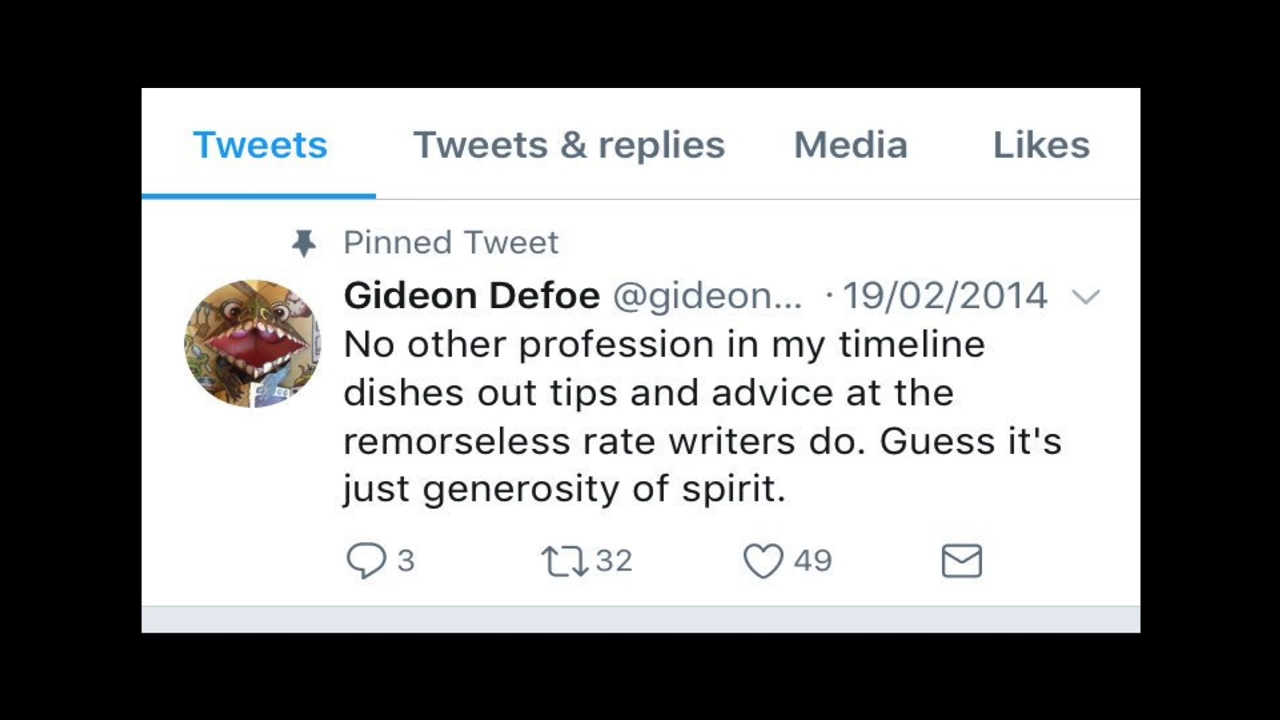 Tweets Tweets & replies Media Likes
Pinned Tweet
Gideon Defoe @gideon... · 19/02/2014
No other profession in my timeline
dishes out tips and advice at the
remorseless rate writers do. Guess it's
just generosity of spirit.
3 32 49